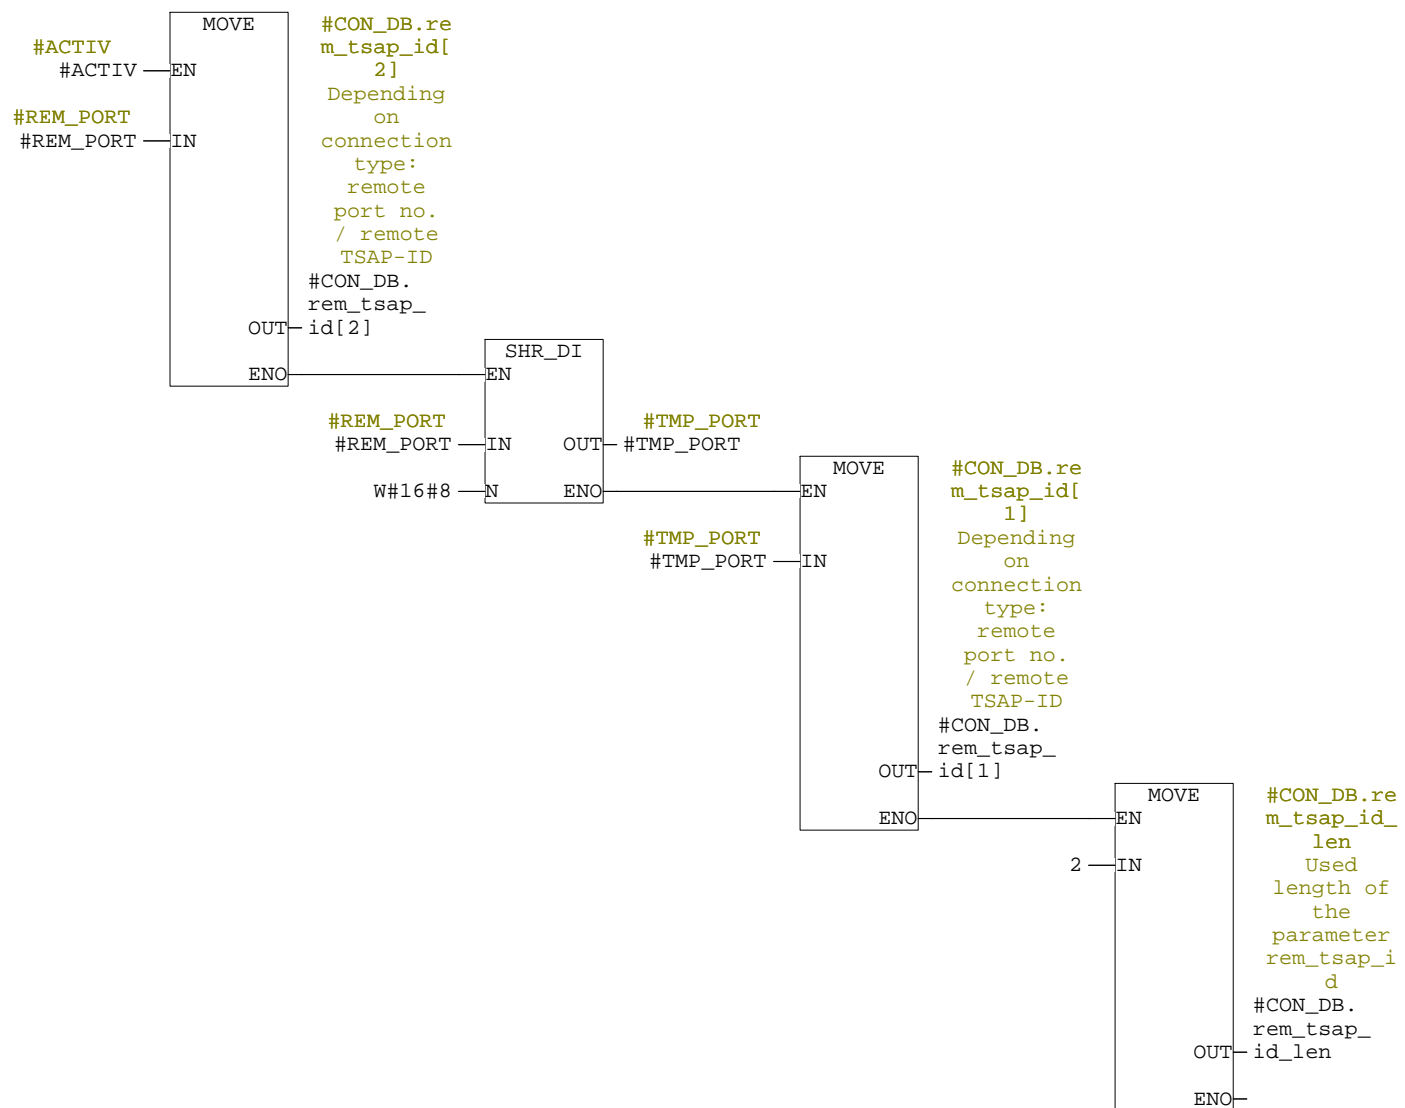 MOVE
#CON_DB.re
m_tsap_id[
2]
Depending
on
connection
type:
remote
port no.
/ remote
TSAP-ID
#CON_DB.
rem_tsap_
id[2]
#ACTIV
#ACTIV
EN
#REM_PORT
#REM_PORT
IN
OUT
ENO
SHR_DI
EN
#REM_PORT
#REM_PORT
IN
W#16#8
N
OUT
#TMP_PORT
#TMP_PORT
ENO
MOVE
EN
#TMP_PORT
#TMP_PORT
IN
#CON_DB.re
m_tsap_id[
1]
Depending
on
connection
type:
remote
port no.
/ remote
TSAP-ID
#CON_DB.
rem_tsap_
id[1]
OUT
ENO
MOVE
EN
2
IN
#CON_DB.re
m_tsap_id_
len
Used
length of
the
parameter
rem_tsap_i
d
#CON_DB.
rem_tsap_
id_len
OUT
ENO